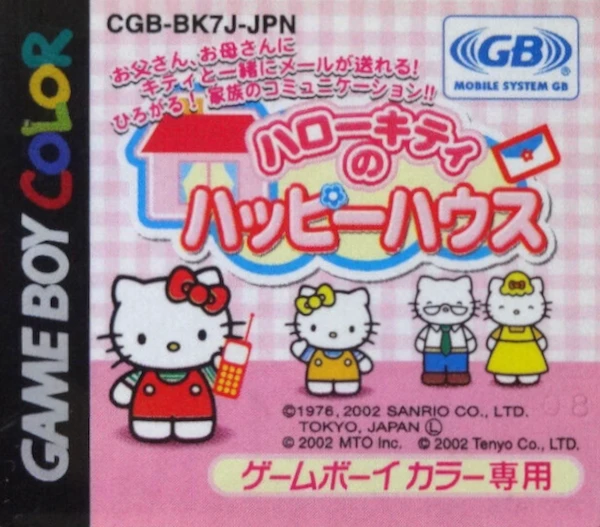 CGB-BK7J-JPN
GAME BOY COLOR
GB
MOBILE SYSTEM GB
お父さん、お母さんに
キティと一緒にメールが送れる!
ひろがる! 家族のコミュニケーション!!
ハローキティ
の
ハッピーハウス
©1976, 2002 SANRIO CO., LTD.
TOKYO, JAPAN Ⓛ
© 2002 MTO Inc. © 2002 Tenyo Co., LTD.
08
ゲームボーイカラー専用